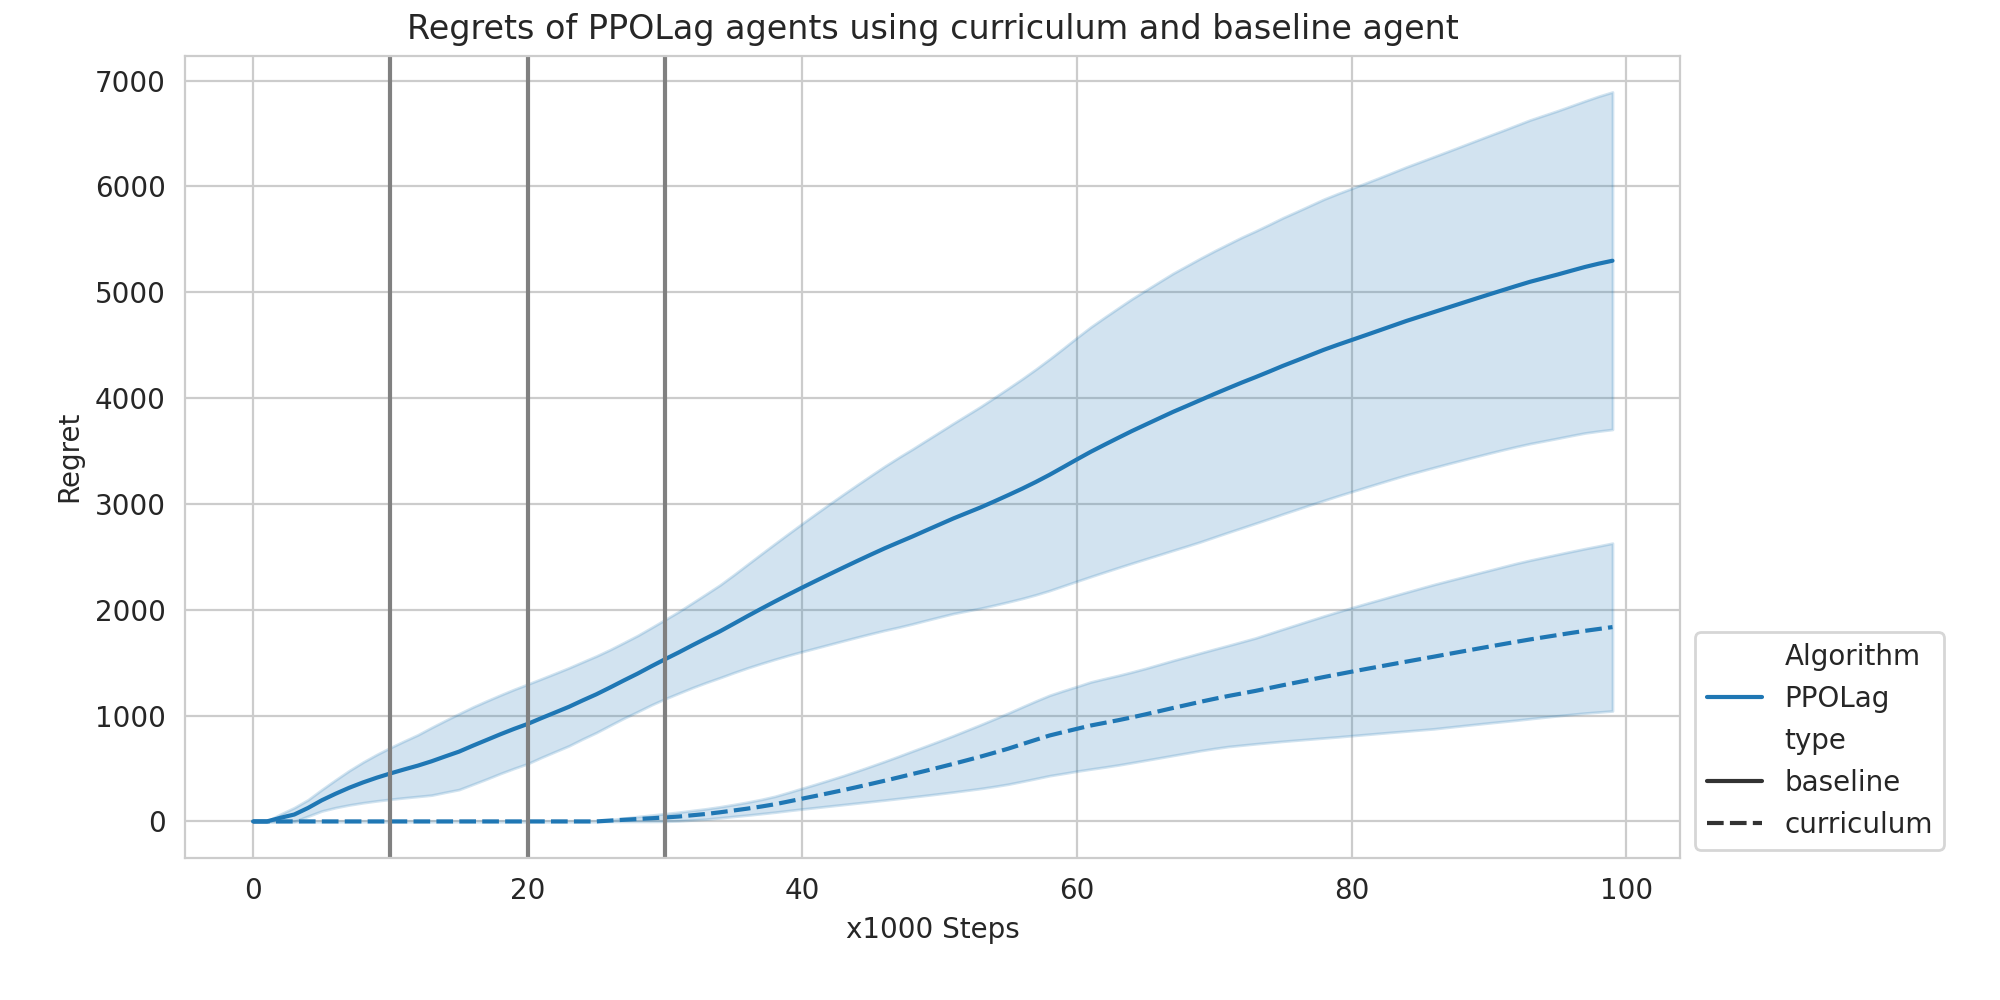 Regrets of PPOLag agents using curriculum and baseline agent
7000
6000
5000
4000
3000
2000
1000
0
Regret
0 20 40 60 80 100
x1000 Steps
Algorithm
PPOLag
type
baseline
curriculum